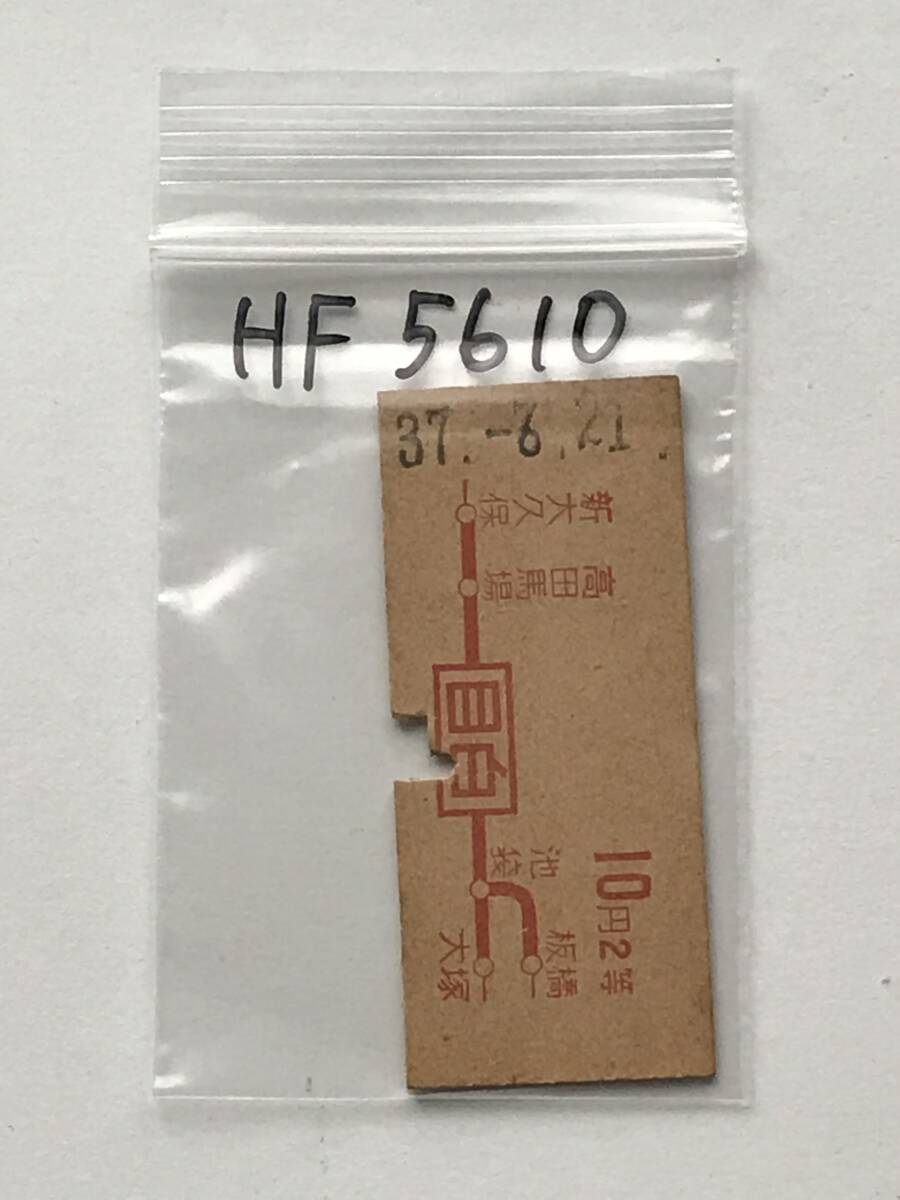 HF 5610
37.-6.21.
新大久保
高田馬場
目白
池袋
板橋
大塚
10円2等